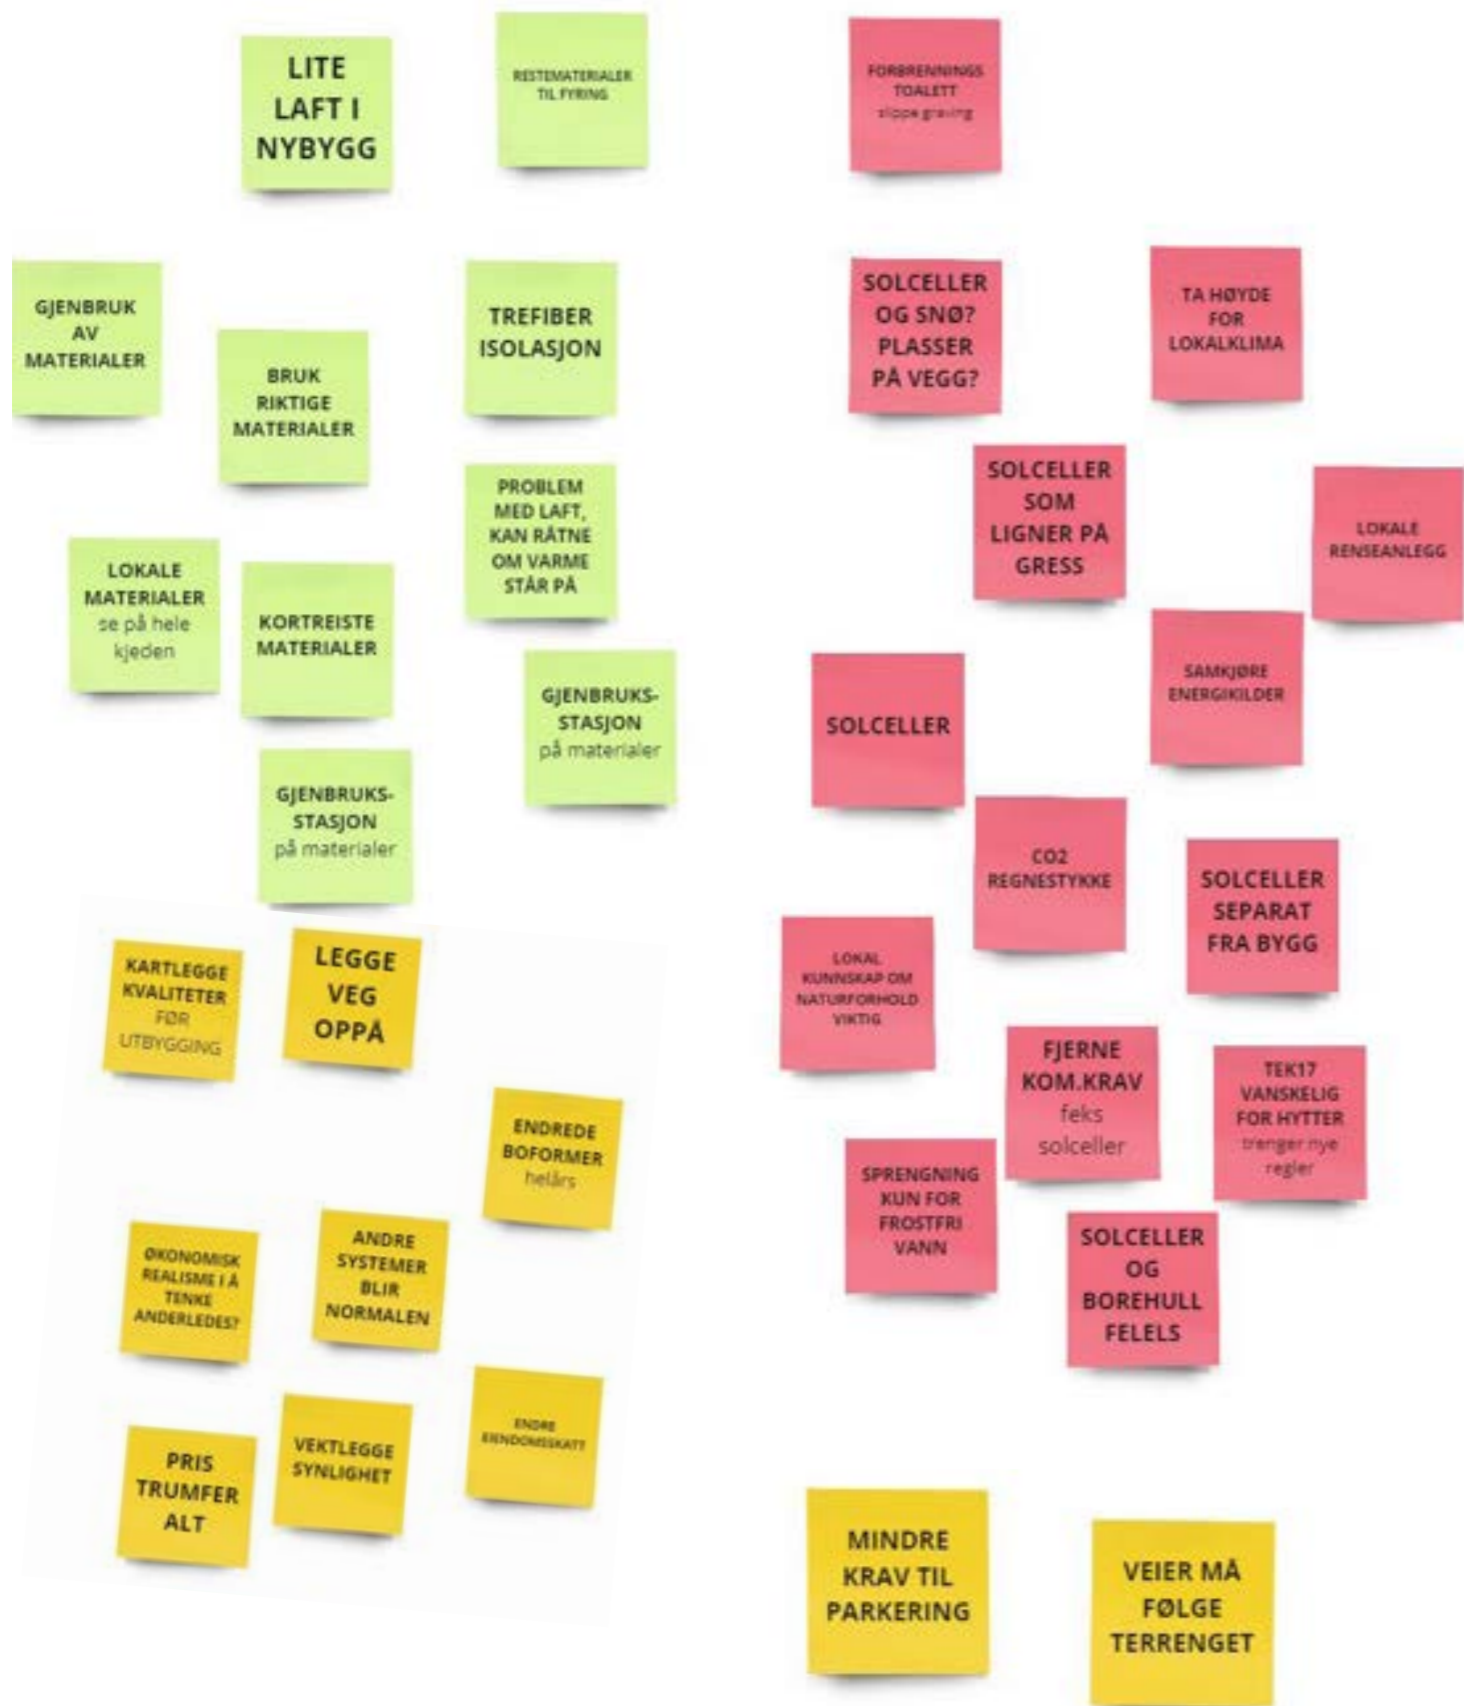 LITE
LAFT I
NYBYGG
RESTEMATERIALER
TIL FYRING
GJENBRUK
AV
MATERIALER
BRUK
RIKTIGE
MATERIALER
TREFIBER
ISOLASJON
PROBLEM
MED LAFT,
KAN RÅTNE
OM VARME
STÅR PÅ
LOKALE
MATERIALER
se på hele
kjeden
KORTREISTE
MATERIALER
GJENBRUKS-
STASJON
på materialer
GJENBRUKS-
STASJON
på materialer
FORBRENNINGS
TOALETT
slippe graving
SOLCELLER
OG SNØ?
PLASSER
PÅ VEGG?
TA HØYDE
FOR
LOKALKLIMA
SOLCELLER
SOM
LIGNER PÅ
GRESS
LOKALE
RENSEANLEGG
SAMKJØRE
ENERGIKILDER
SOLCELLER
CO2
REGNESTYKKE
SOLCELLER
SEPARAT
FRA BYGG
LOKAL
KUNNSKAP OM
NATURFORHOLD
VIKTIG
FJERNE
KOM.KRAV
feks
solceller
TEK17
VANSKELIG
FOR HYTTER
trenger nye
regler
SPRENGNING
KUN FOR
FROSTFRI
VANN
SOLCELLER
OG
BOREHULL
FELELS
KARTLEGGE
KVALITETER
FØR
UTBYGGING
LEGGE
VEG
OPPÅ
ENDREDE
BOFORMER
helårs
ØKONOMISK
REALISME I Å
TENKE
ANDERLEDES?
ANDRE
SYSTEMER
BLIR
NORMALEN
PRIS
TRUMFER
ALT
VEKTLEGGE
SYNLIGHET
ENDRE
EIENDOMSSKATT
MINDRE
KRAV TIL
PARKERING
VEIER MÅ
FØLGE
TERRENGET